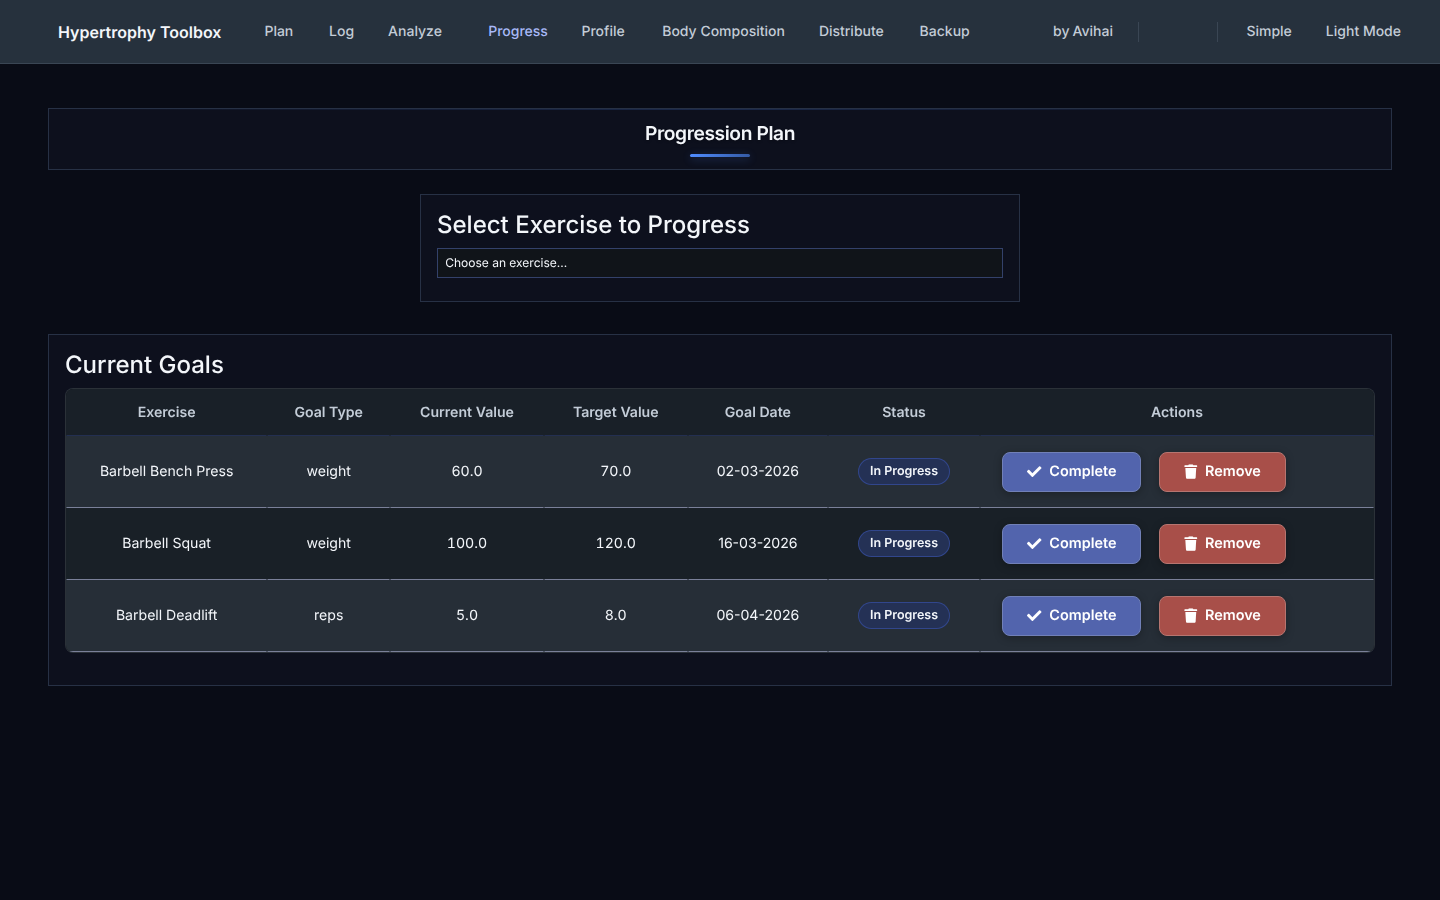 Hypertrophy Toolbox Plan Log Analyze Progress Profile Body Composition Distribute Backup by Avihai Simple Light Mode
Progression Plan
Select Exercise to Progress
Choose an exercise...
Current Goals
Exercise Goal Type Current Value Target Value Goal Date Status Actions
Barbell Bench Press weight 60.0 70.0 02-03-2026 In Progress Complete Remove
Barbell Squat weight 100.0 120.0 16-03-2026 In Progress Complete Remove
Barbell Deadlift reps 5.0 8.0 06-04-2026 In Progress Complete Remove